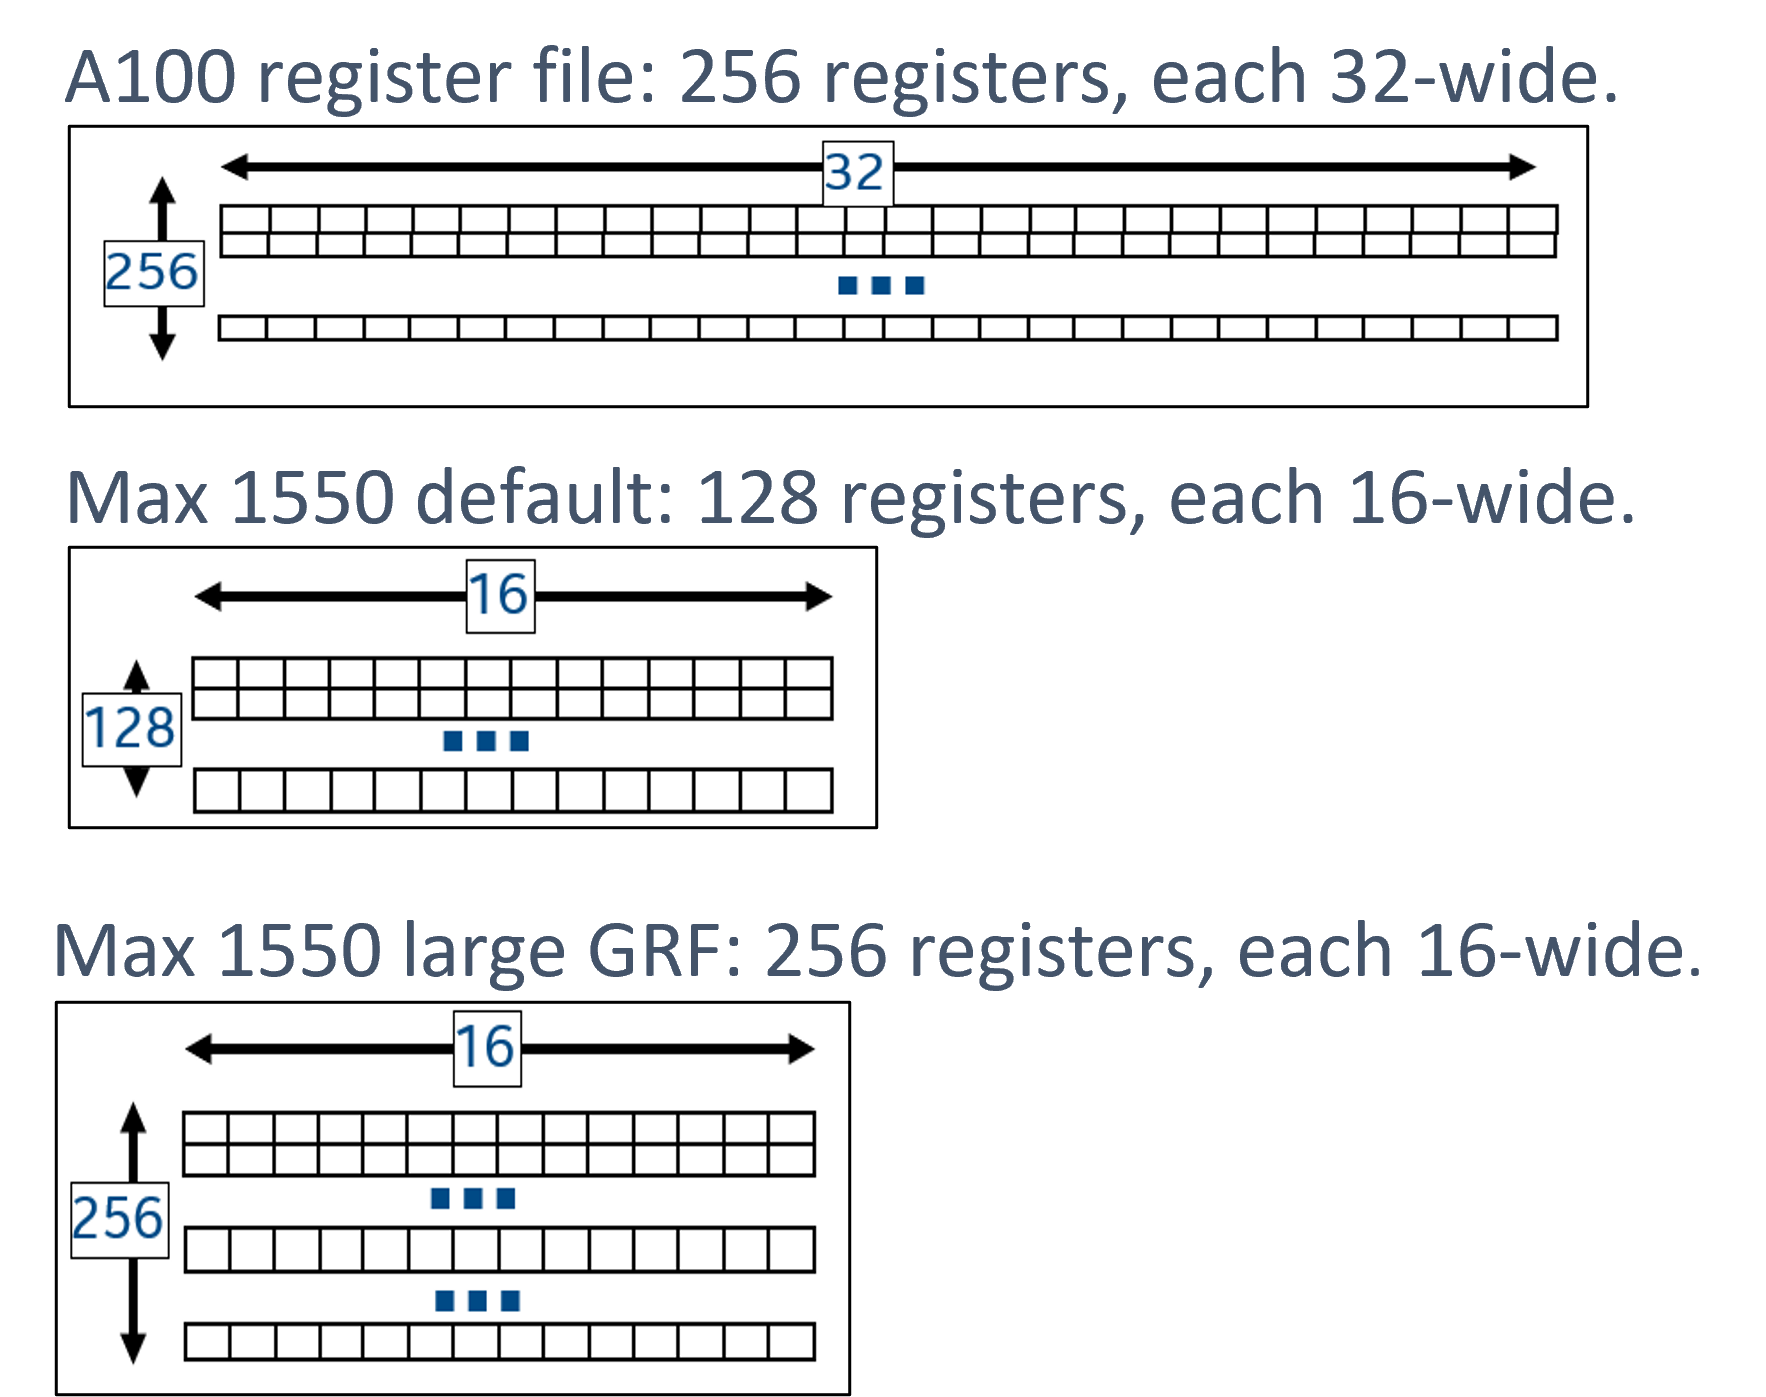 A100 register file: 256 registers, each 32-wide.
32
256
Max 1550 default: 128 registers, each 16-wide.
16
128
Max 1550 large GRF: 256 registers, each 16-wide.
16
256